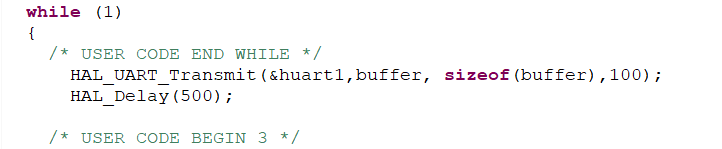 while (1)
{
/* USER CODE END WHILE */
HAL_UART_Transmit(&huart1,buffer, sizeof(buffer),100);
HAL_Delay(500);
/* USER CODE BEGIN 3 */